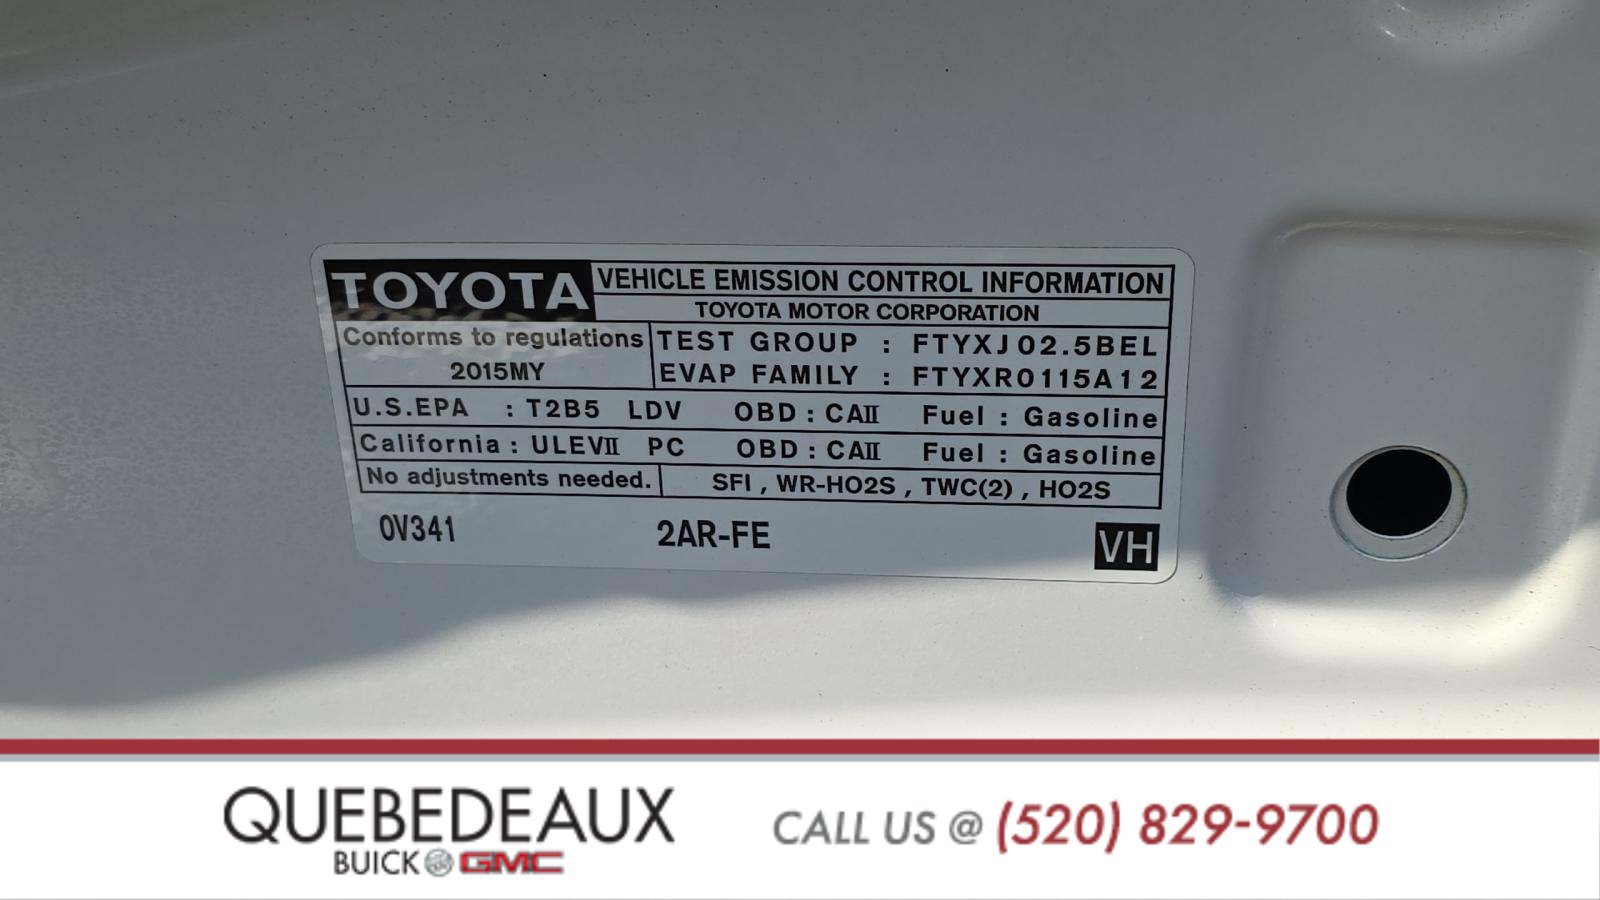 TOYOTA
VEHICLE EMISSION CONTROL INFORMATION
TOYOTA MOTOR CORPORATION
Conforms to regulations
2015MY
TEST GROUP : FTYXJ02.5BEL
EVAP FAMILY : FTYXR0115A12
U.S.EPA : T2B5 LDV OBD : CAⅡ Fuel : Gasoline
California : ULEVⅡ PC OBD : CAⅡ Fuel : Gasoline
No adjustments needed.
SFI , WR-HO2S , TWC(2) , HO2S
0V341 2AR-FE VH
QUEBEDEAUX
BUICK GMC
CALL US @ (520) 829-9700